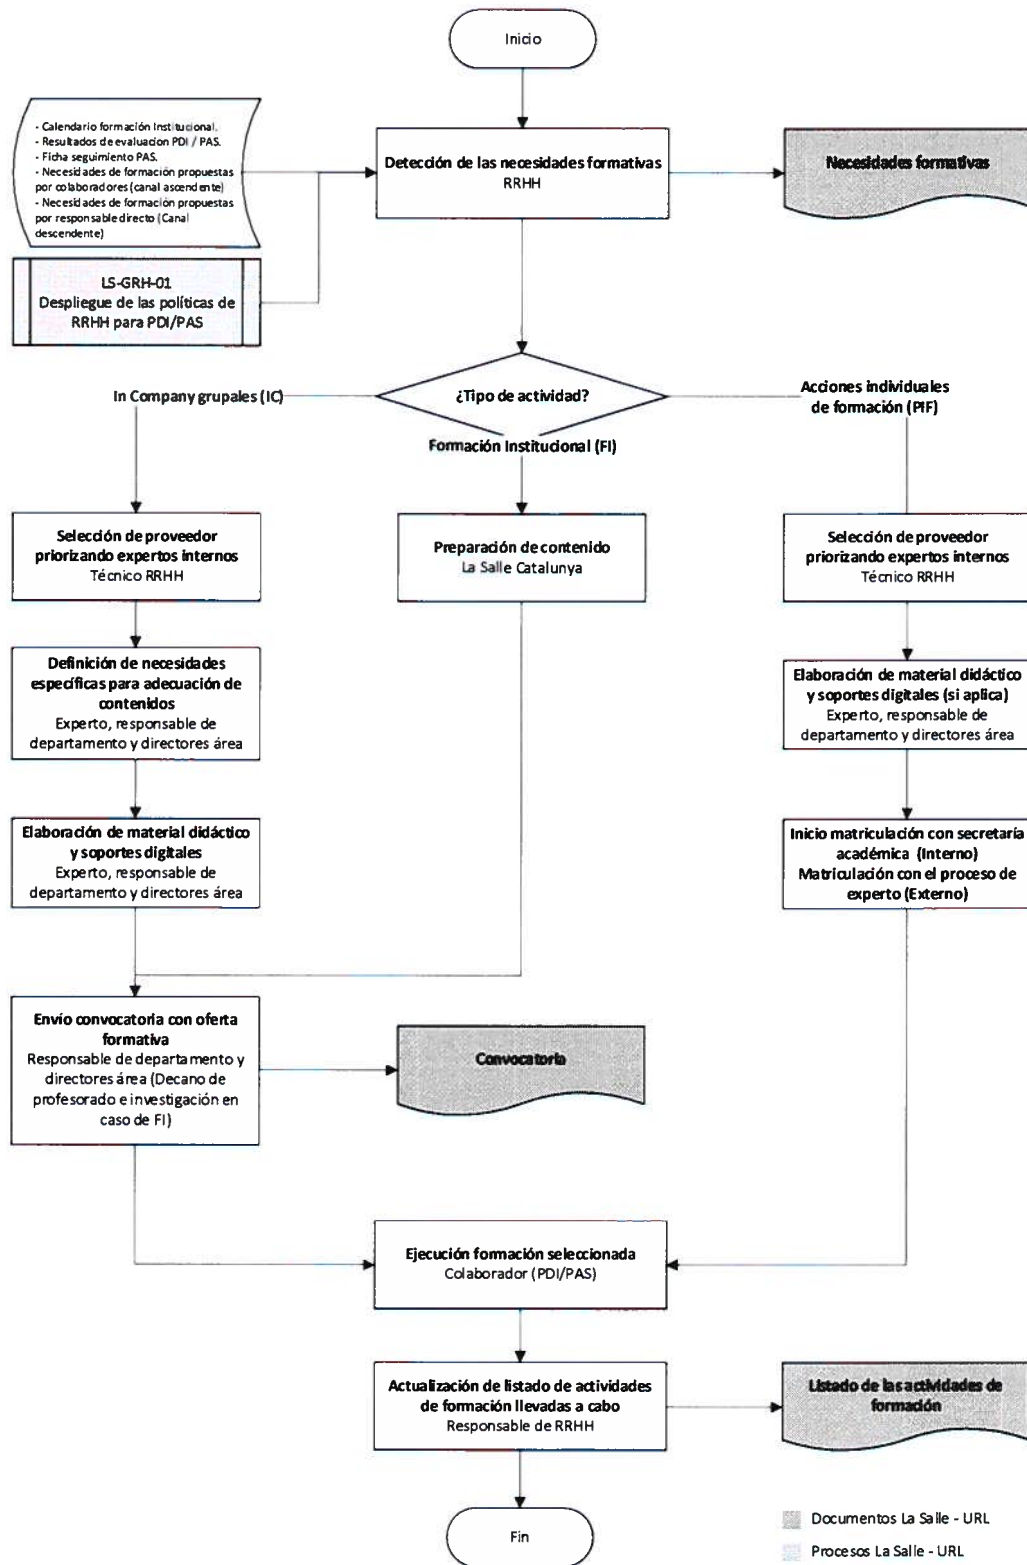 Inicio
- Calendario formación Institucional.
- Resultados de evaluacion PDI / PAS.
- Ficha seguimiento PAS.
- Necesidades de formación propuestas
por colaboradores (canal ascendente)
- Necesidades de formación propuestas
por responsable directo (Canal
descendente)
Detección de las necesidades formativas
RRHH
Necesidades formativas
LS-GRH-01
Despliegue de las políticas de
RRHH para PDI/PAS
¿Tipo de actividad?
In Company grupales (IC)
Formación Institucional (FI)
Acciones individuales
de formación (PIF)
Selección de proveedor
priorizando expertos internos
Técnico RRHH
Preparación de contenido
La Salle Catalunya
Selección de proveedor
priorizando expertos internos
Técnico RRHH
Definición de necesidades
específicas para adecuación de
contenidos
Experto, responsable de
departamento y directores área
Elaboración de material didáctico
y soportes digitales (si aplica)
Experto, responsable de
departamento y directores área
Elaboración de material didáctico
y soportes digitales
Experto, responsable de
departamento y directores área
Inicio matriculación con secretaría
académica (Interno)
Matriculación con el proceso de
experto (Externo)
Envío convocatoria con oferta
formativa
Responsable de departamento y
directores área (Decano de
profesorado e investigación en
caso de FI)
Convocatoria
Ejecución formación seleccionada
Colaborador (PDI/PAS)
Actualización de listado de actividades
de formación llevadas a cabo
Responsable de RRHH
Listado de las actividades de
formación
Fin
Documentos La Salle - URL
Procesos La Salle - URL